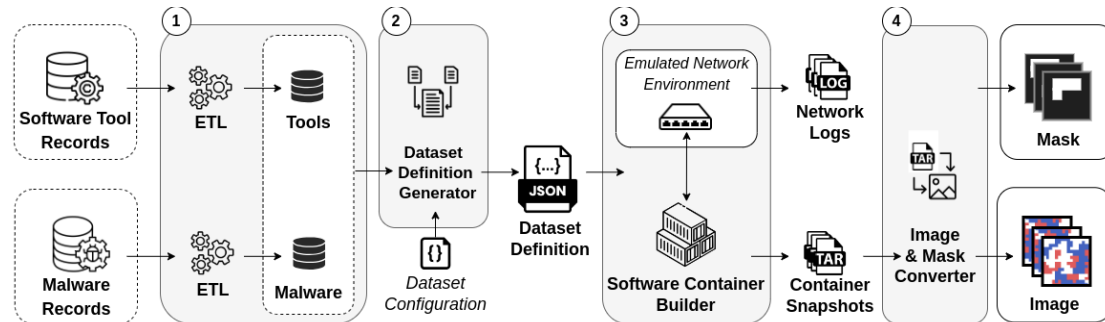 1
2
3
4
Software Tool
Records
ETL
Tools
Malware
Records
ETL
Malware
Dataset
Definition
Generator
{}
Dataset
Configuration
{...}
JSON
Dataset
Definition
Emulated Network
Environment
Software Container
Builder
LOG
Network
Logs
TAR
Container
Snapshots
TAR
Image
& Mask
Converter
Mask
Image